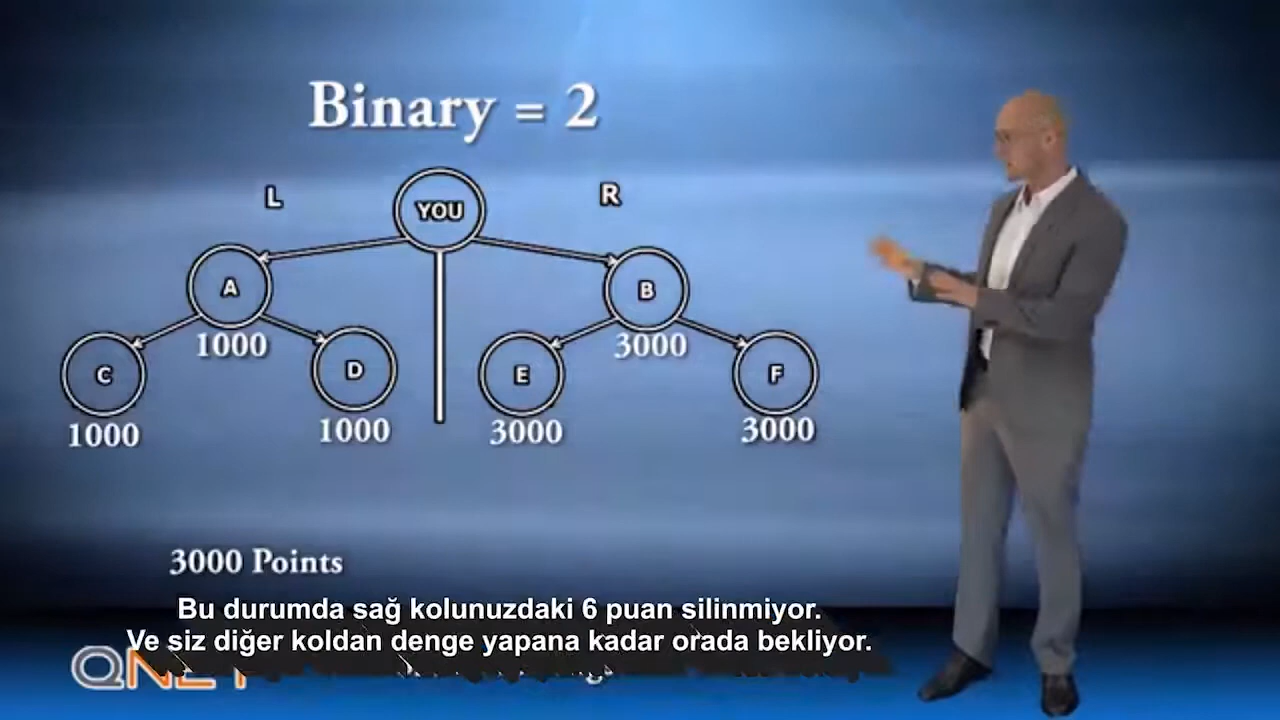 Binary = 2
L
R
YOU
A
B
1000
3000
C
D
E
F
1000
1000
3000
3000
3000 Points
Bu durumda sağ kolunuzdaki 6 puan silinmiyor.
Ve siz diğer koldan denge yapana kadar orada bekliyor.
QNET